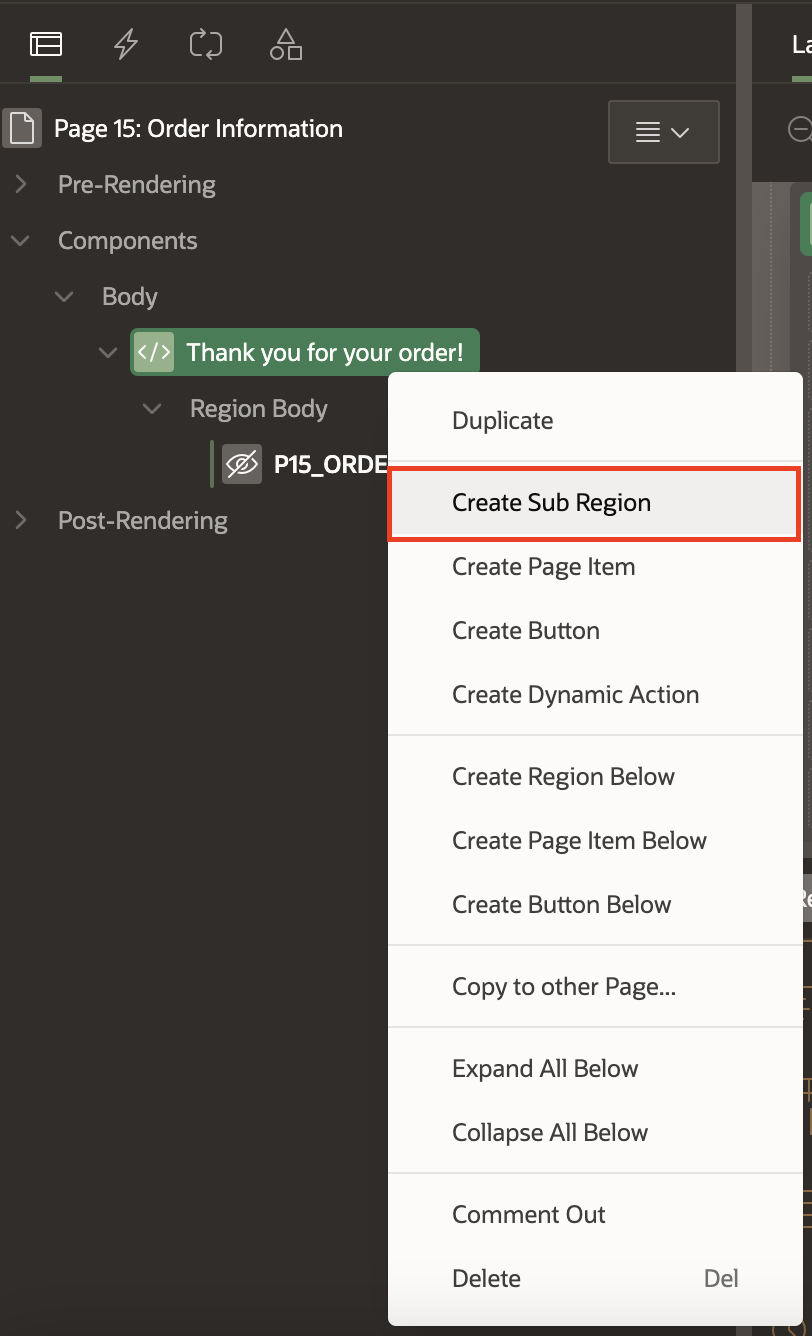 Page 15: Order Information
Pre-Rendering
Components
Body
</> Thank you for your order!
Region Body
P15_ORDE
Post-Rendering
Duplicate
Create Sub Region
Create Page Item
Create Button
Create Dynamic Action
Create Region Below
Create Page Item Below
Create Button Below
Copy to other Page...
Expand All Below
Collapse All Below
Comment Out
Delete Del